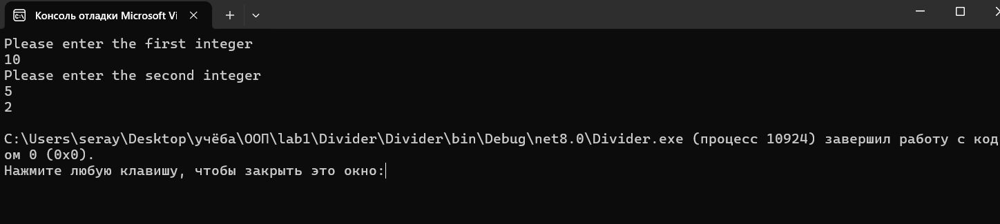 Консоль отладки Microsoft Vi
Please enter the first integer
10
Please enter the second integer
5
2
C:\Users\seray\Desktop\учёба\ООП\lab1\Divider\Divider\bin\Debug\net8.0\Divider.exe (процесс 10924) завершил работу с код
ом 0 (0x0).
Нажмите любую клавишу, чтобы закрыть это окно: